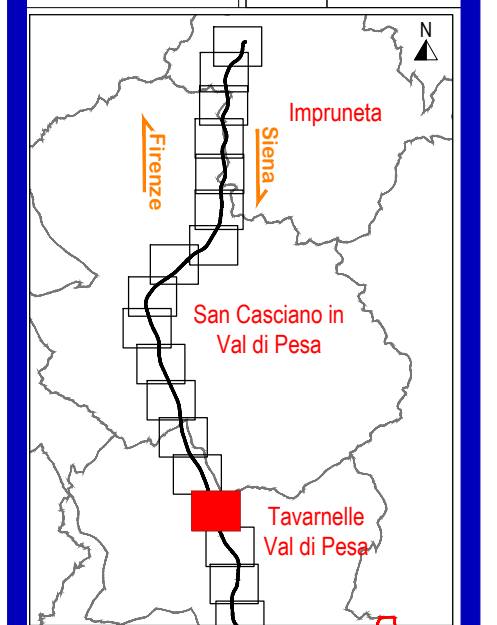 N
Impruneta
Firenze
Siena
San Casciano in
Val di Pesa
Tavarnelle
Val di Pesa